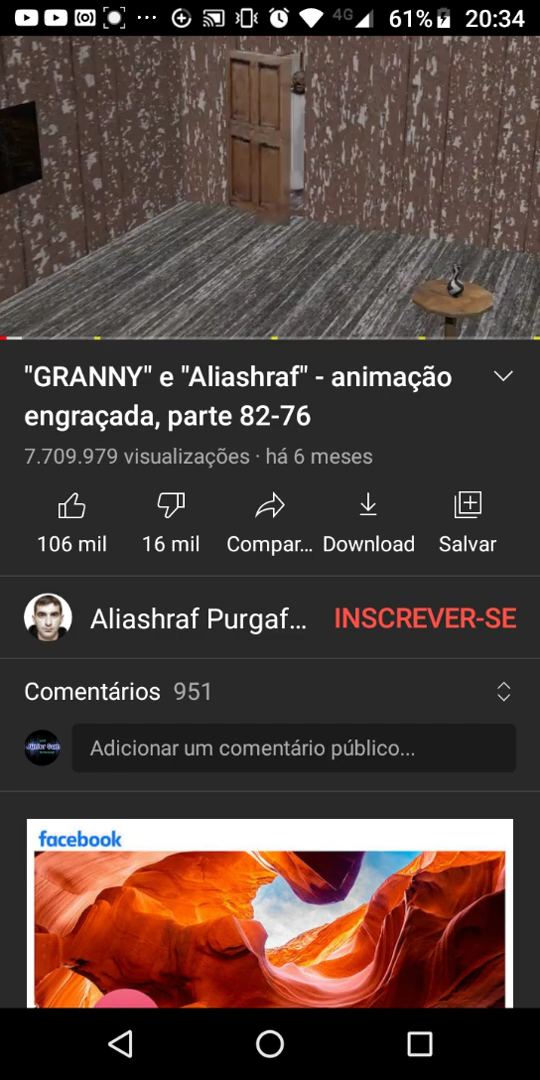 4G 61% 20:34
"GRANNY" e "Aliashraf" - animação
engraçada, parte 82-76
7.709.979 visualizações · há 6 meses
106 mil 16 mil Compar... Download Salvar
Aliashraf Purgaf... INSCREVER-SE
Comentários 951
Adicionar um comentário público...
facebook